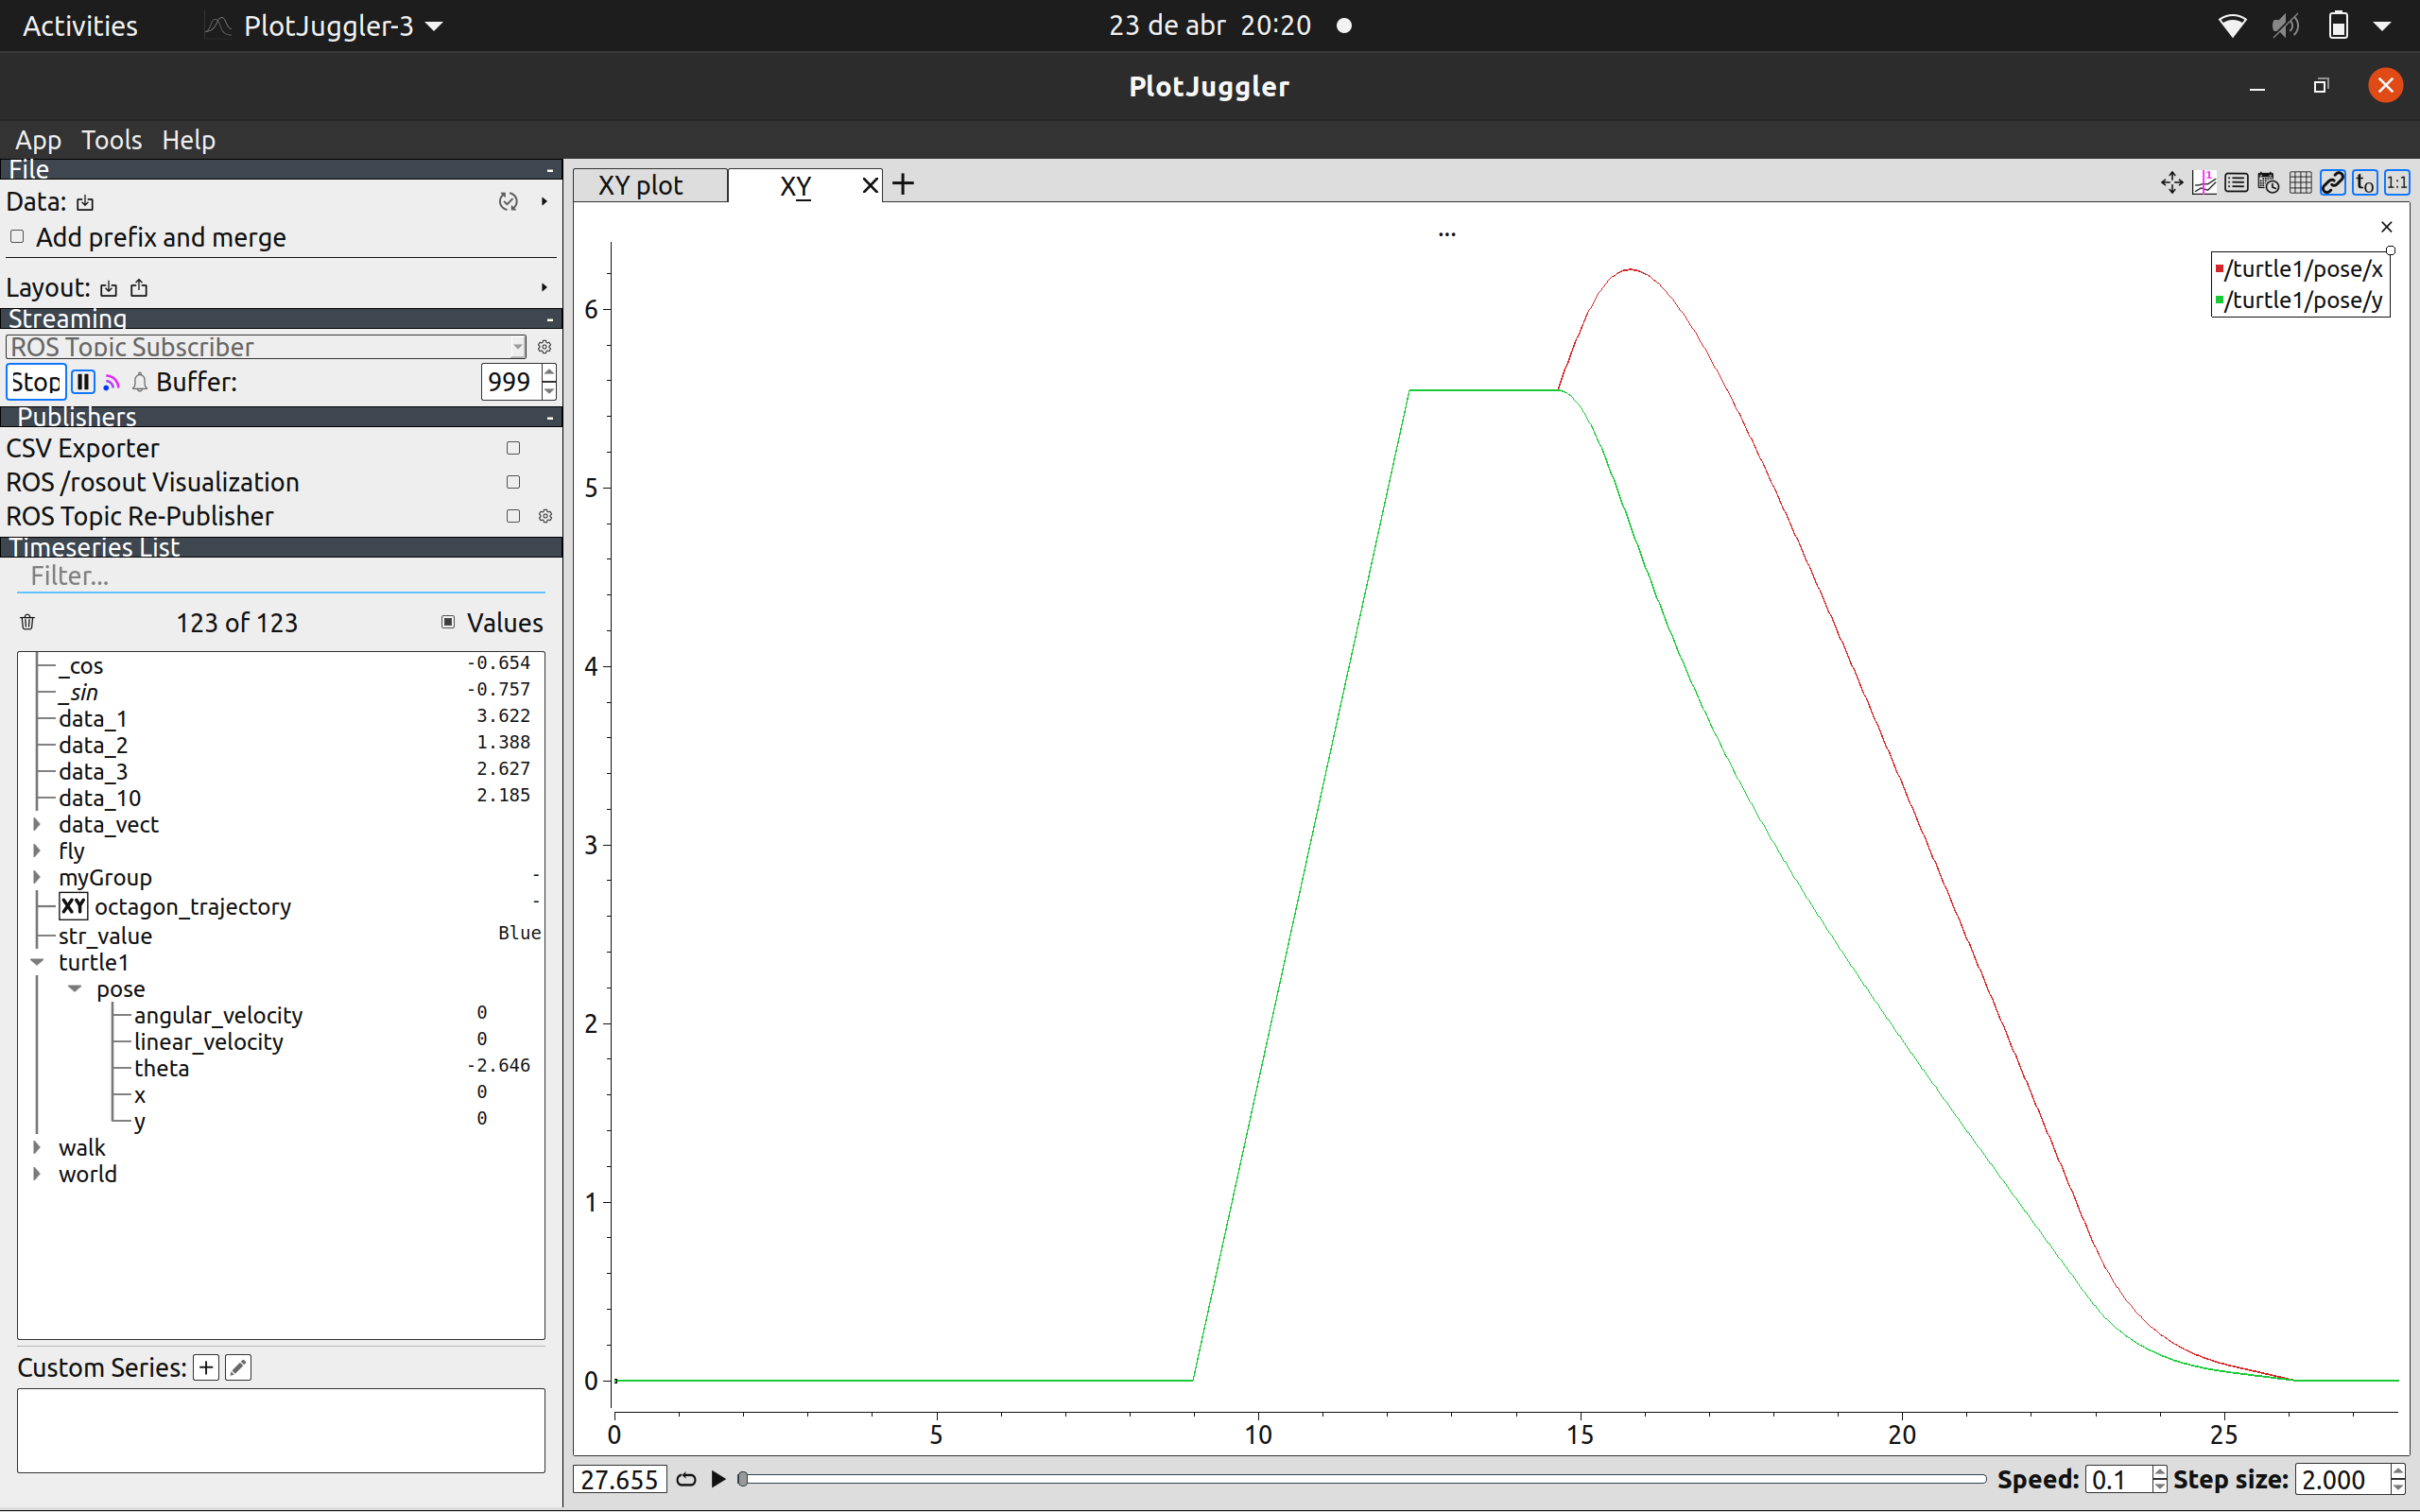 Activities PlotJuggler-3 23 de abr 20:20
PlotJuggler
App Tools Help
File -
Data:
Add prefix and merge
Layout:
Streaming -
ROS Topic Subscriber
Stop Buffer: 999
Publishers -
CSV Exporter
ROS /rosout Visualization
ROS Topic Re-Publisher
Timeseries List
Filter...
123 of 123 Values
_cos -0.654
_sin -0.757
data_1 3.622
data_2 1.388
data_3 2.627
data_10 2.185
data_vect
fly
myGroup -
XY octagon_trajectory -
str_value Blue
turtle1
pose
angular_velocity 0
linear_velocity 0
theta -2.646
x 0
y 0
walk
world
Custom Series: +
XY plot XY
t0 1:1
...
/turtle1/pose/x
/turtle1/pose/y
6
5
4
3
2
1
0
0 5 10 15 20 25
27.655 Speed: 0.1 Step size: 2.000